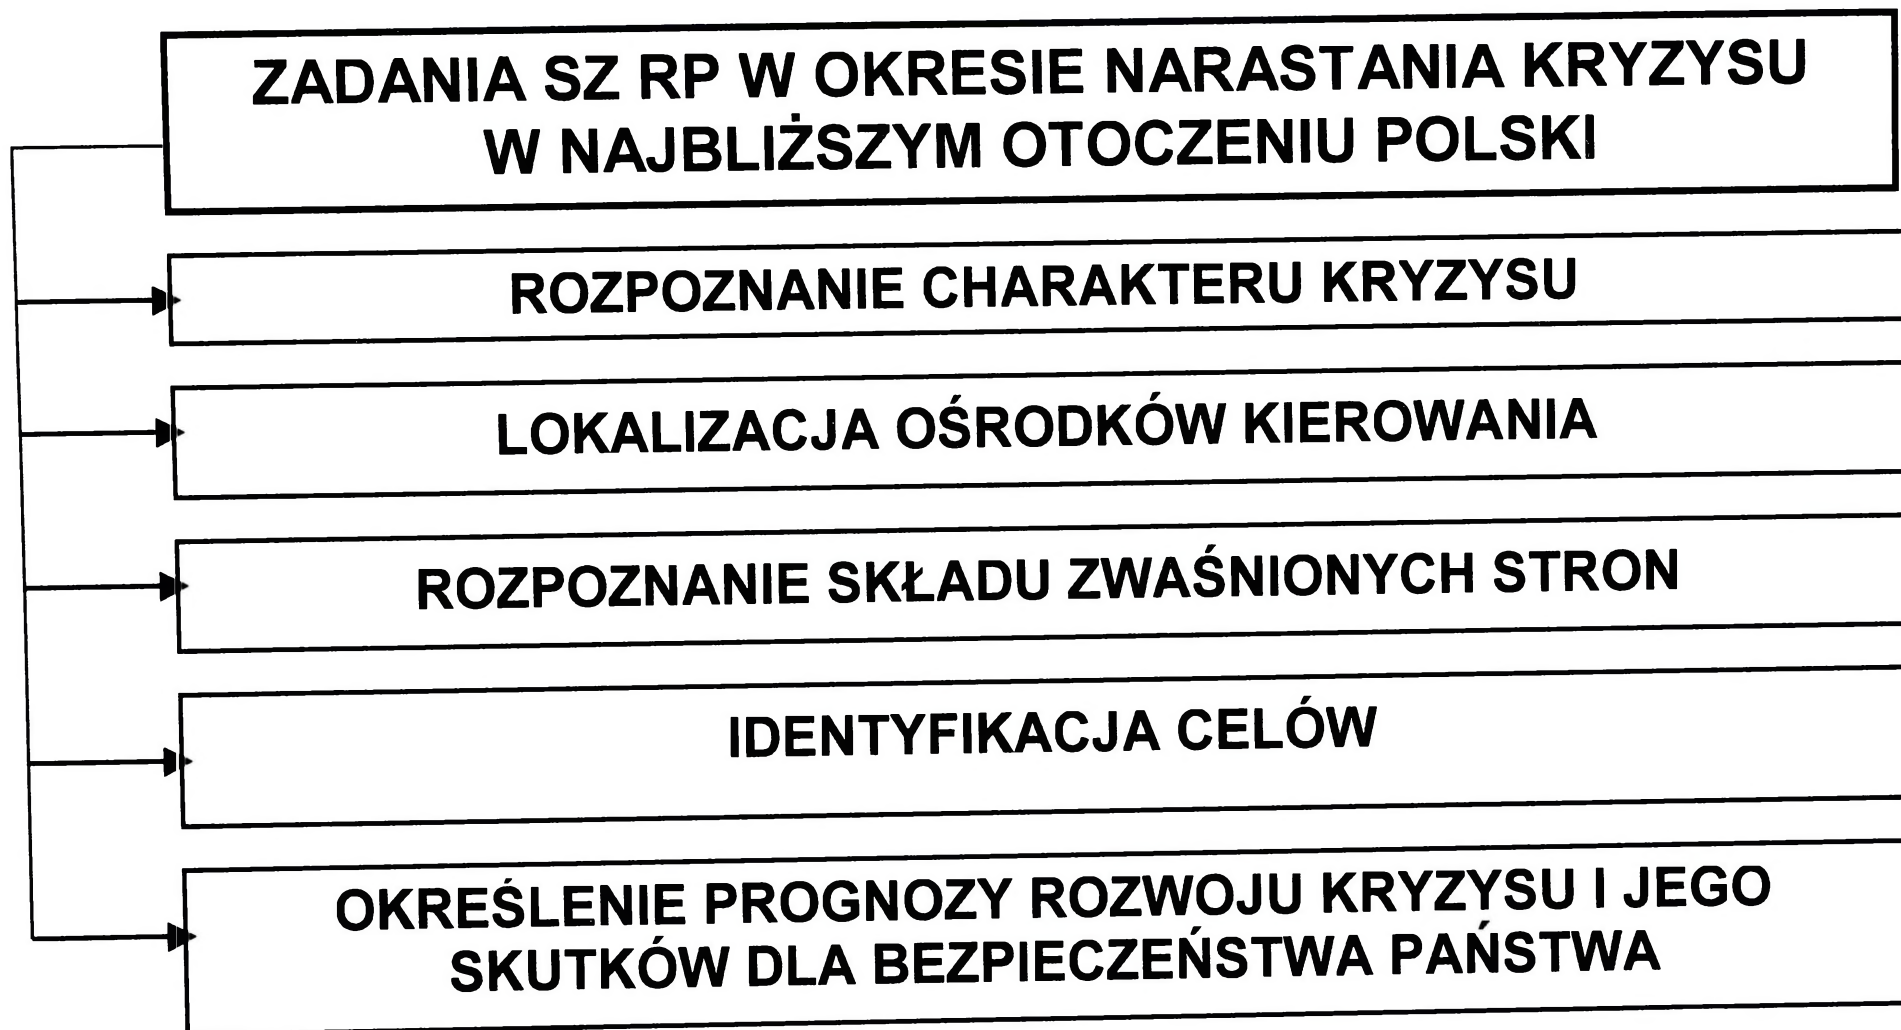 ZADANIA SZ RP W OKRESIE NARASTANIA KRYZYSU
W NAJBLIŻSZYM OTOCZENIU POLSKI
ROZPOZNANIE CHARAKTERU KRYZYSU
LOKALIZACJA OŚRODKÓW KIEROWANIA
ROZPOZNANIE SKŁADU ZWAŚNIONYCH STRON
IDENTYFIKACJA CELÓW
OKREŚLENIE PROGNOZY ROZWOJU KRYZYSU I JEGO
SKUTKÓW DLA BEZPIECZEŃSTWA PAŃSTWA